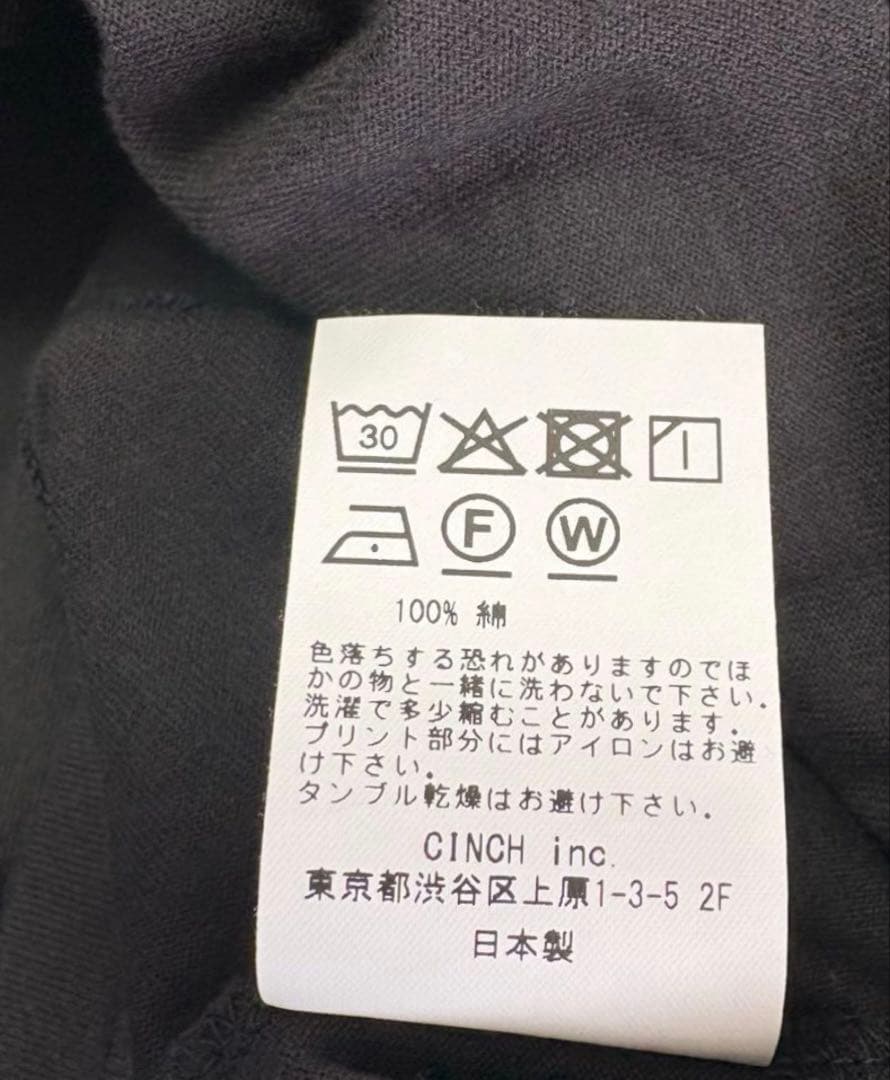 30
F W
100% 綿
色落ちする恐れがありますのでほ
かの物と一緒に洗わないで下さい.
洗濯で多少縮むことがあります.
プリント部分にはアイロンはお避
け下さい.
タンブル乾燥はお避け下さい.
CINCH inc.
東京都渋谷区上原1-3-5 2F
日本製